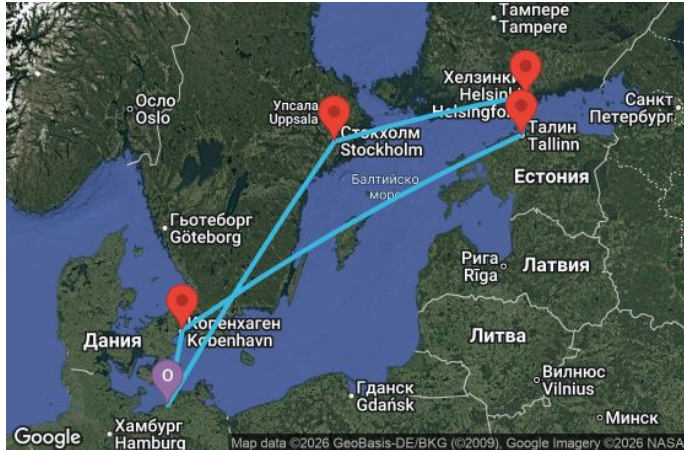 Тампере
Tampere
Хелзинки
Helsinki
Helsingfo
Осло
Oslo
Упсала
Uppsala
Санкт
Петербург
Стокхолм
Stockholm
Талин
Tallinn
Балтийско
море
Естония
Гьотеборг
Göteborg
Рига
Rīga
Латвия
Копенхаген
København
Дания
Литва
O
Вилнюс
Vilnius
Гданск
Gdańsk
Минск
Хамбург
Hamburg
Google
Map data ©2026 GeoBasis-DE/BKG (©2009), Google Imagery ©2026 NASA